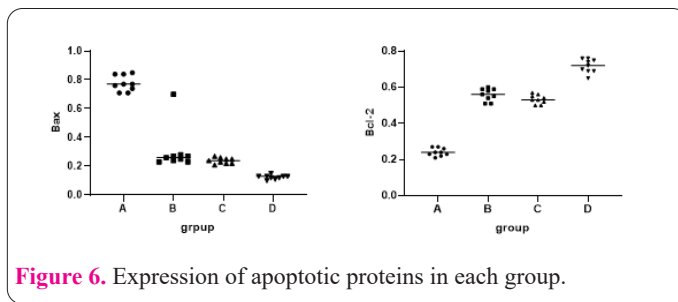 1.0
0.8
0.6
0.4
0.2
0.0
Bax
A B C D
grpup
0.8
0.6
0.4
0.2
0.0
Bcl-2
A B C D
group
Figure 6. Expression of apoptotic proteins in each group.